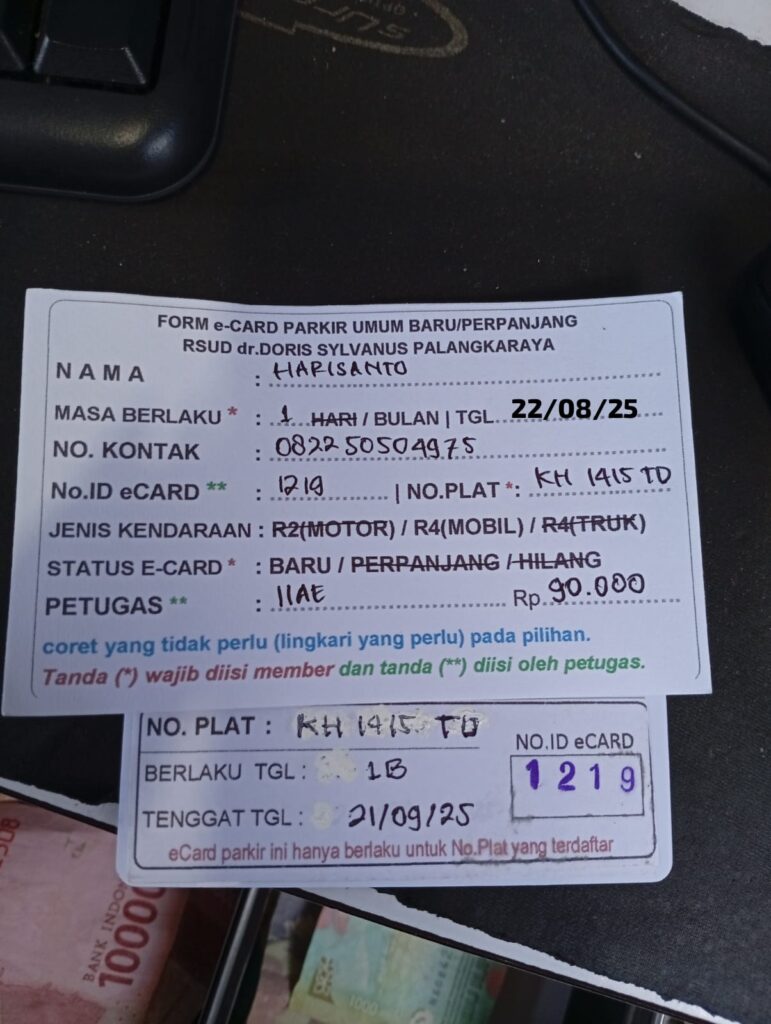 FORM e-CARD PARKIR UMUM BARU/PERPANJANG
RSUD dr.DORIS SYLVANUS PALANGKARAYA
N A M A : HARISANTO
MASA BERLAKU * : 1 HARI / BULAN | TGL 22/08/25
NO. KONTAK : 082250504975
No.ID eCARD ** : 1219 | NO.PLAT *: KH 1415 TD
JENIS KENDARAAN : R2(MOTOR) / R4(MOBIL) / R4(TRUK)
STATUS E-CARD * : BARU / PERPANJANG / HILANG
PETUGAS ** : IIAE Rp. 90.000
coret yang tidak perlu (lingkari yang perlu) pada pilihan.
Tanda (*) wajib diisi member dan tanda (**) diisi oleh petugas.
NO. PLAT : KH 1415 TD
NO.ID eCARD
1219
BERLAKU TGL : 1B
TENGGAT TGL : 21/09/25
eCard parkir ini hanya berlaku untuk No.Plat yang terdaftar
BANK INDO
10000
1000